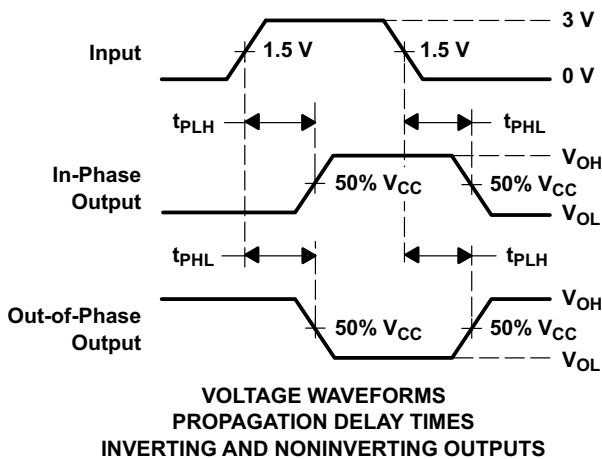 3 V
Input 1.5 V 1.5 V
0 V
tPLH tPHL
VOH
In-Phase
Output
50% VCC 50% VCC
VOL
tPHL tPLH
VOH
Out-of-Phase
Output
50% VCC 50% VCC
VOL
VOLTAGE WAVEFORMS
PROPAGATION DELAY TIMES
INVERTING AND NONINVERTING OUTPUTS